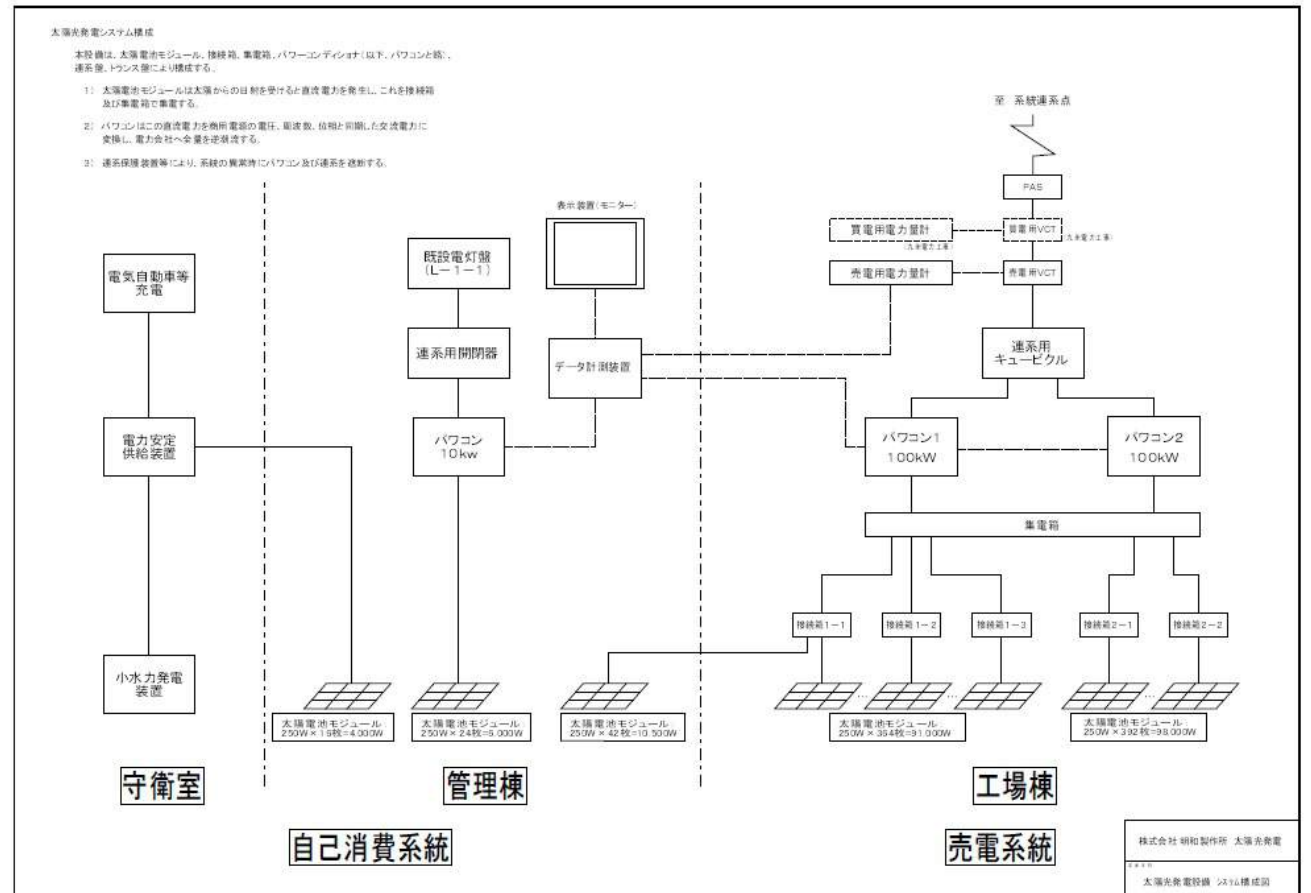 太陽光発電システム構成
本設備は、太陽電池モジュール、接続箱、集電箱、パワーコンディショナ(以下、パワコンと略)、
連系盤、トランス盤により構成する。
1) 太陽電池モジュールは太陽からの日射を受けると直流電力を発生し、これを接続箱
及び集電箱で集電する。
2) パワコンはこの直流電力を商用電源の電圧、周波数、位相と同期した交流電力に
変換し、電力会社へ全量を逆潮流する。
3) 連系保護装置等により、系統の異常時にパワコン及び連系を遮断する。
至 系統連系点
PAS
表示装置(モニター)
買電用電力量計
(九州電力工事)
買電用VCT
(九州電力工事)
売電用電力量計
売電用VCT
電気自動車等
充電
既設電灯盤
(L-1-1)
連系用開閉器
データ計測装置
連系用
キュービクル
電力安定
供給装置
パワコン
10kw
パワコン1
100kW
パワコン2
100kW
集電箱
接続箱1-1
接続箱1-2
接続箱1-3
接続箱2-1
接続箱2-2
小水力発電
装置
太陽電池モジュール
250W×16枚=4,000W
太陽電池モジュール
250W×24枚=6,000W
太陽電池モジュール
250W×42枚=10,500W
太陽電池モジュール
250W×364枚=91,000W
太陽電池モジュール
250W×392枚=98,000W
守衛室
管理棟
工場棟
自己消費系統
売電系統
株式会社 明和製作所 太陽光発電
太陽光発電設備 システム構成図